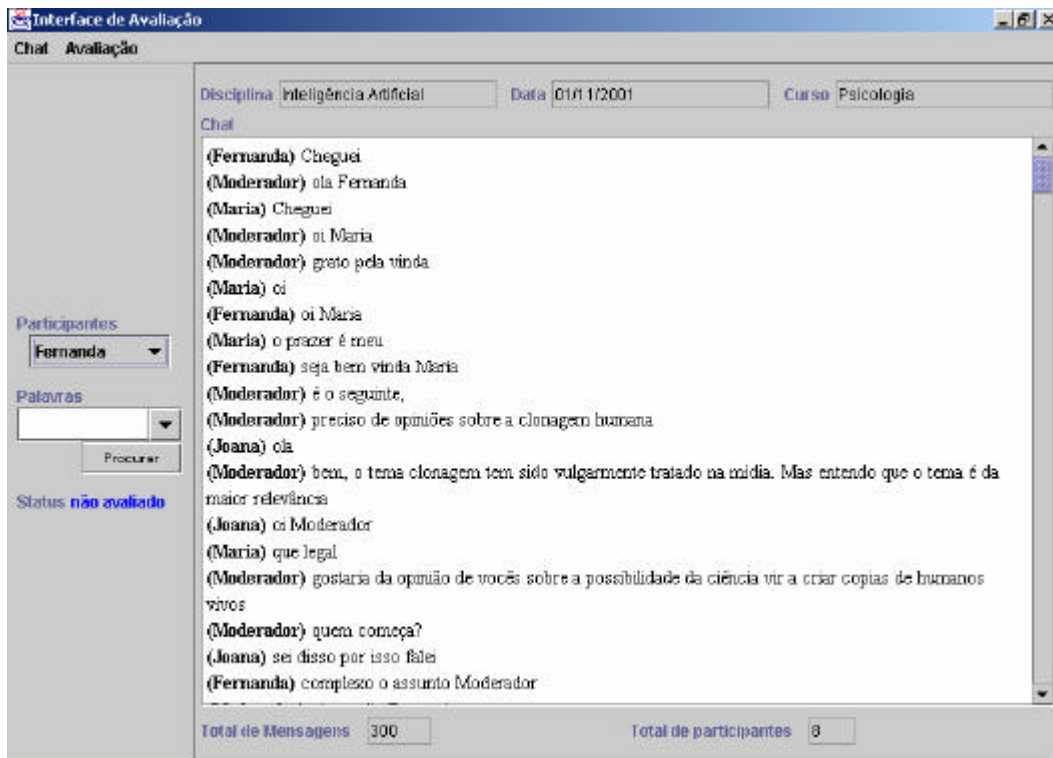 Interface de Avaliação
Chat Avaliação
Disciplina Inteligência Artificial Data 01/11/2001 Curso Psicologia
Chat
(Fernanda) Cheguei
(Moderador) ola Fernanda
(Maria) Cheguei
(Moderador) oi Maria
(Moderador) grato pela vinda
(Maria) oi
(Fernanda) oi Maria
(Maria) o prazer é meu
(Fernanda) seja bem vinda Maria
(Moderador) é o seguinte,
(Moderador) preciso de opiniões sobre a clonagem humana
(Joana) ola
(Moderador) bem, o tema clonagem tem sido vulgarmente tratado na midia. Mas entendo que o tema é da
maior relevância
(Joana) oi Moderador
(Maria) que legal
(Moderador) gostaria da opinião de vocês sobre a possibilidade da ciência vir a criar copias de humanos
vivos
(Moderador) quem começa?
(Joana) sei disso por isso falei
(Fernanda) complexo o assunto Moderador
Participantes
Fernanda
Palavras
Procurar
Status não avaliado
Total de Mensagens 300 Total de participantes 8